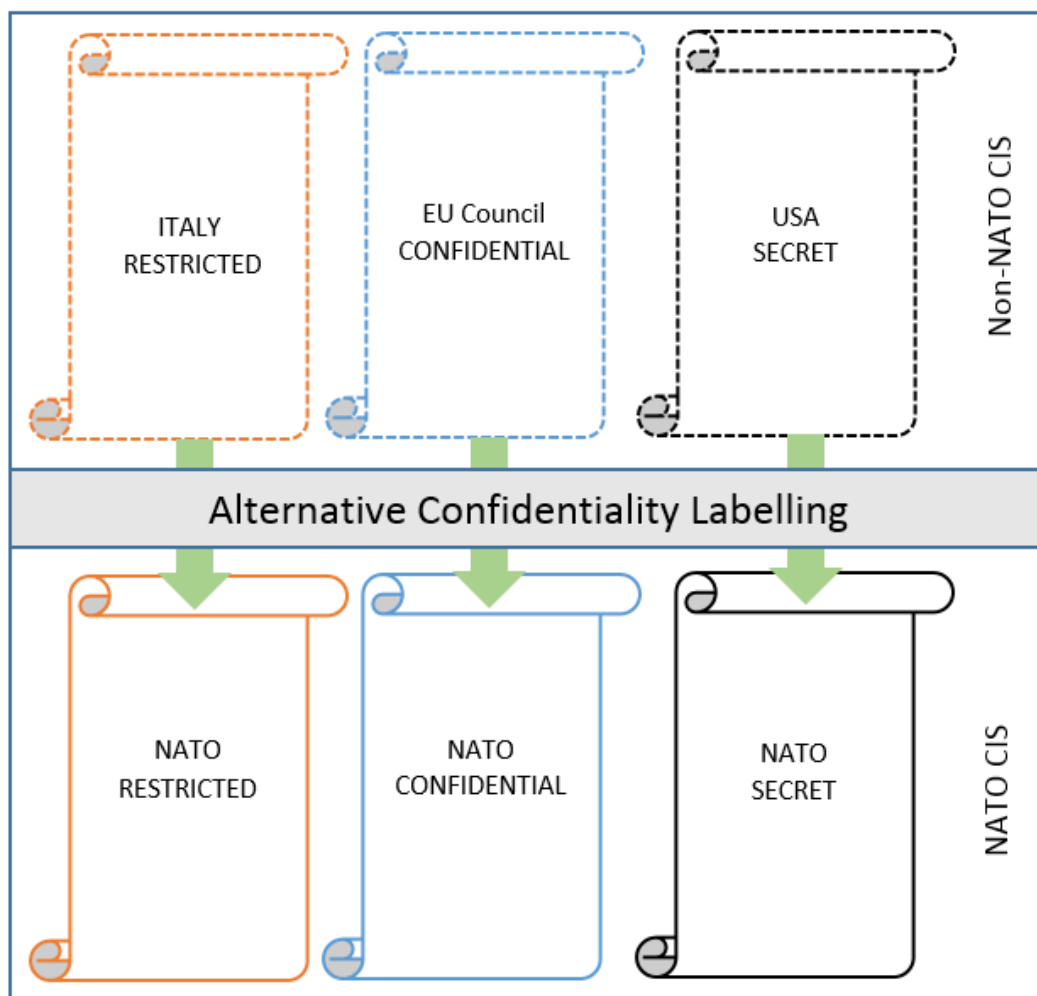 ITALY
RESTRICTED
EU Council
CONFIDENTIAL
USA
SECRET
Non-NATO CIS
Alternative Confidentiality Labelling
NATO
RESTRICTED
NATO
CONFIDENTIAL
NATO
SECRET
NATO CIS